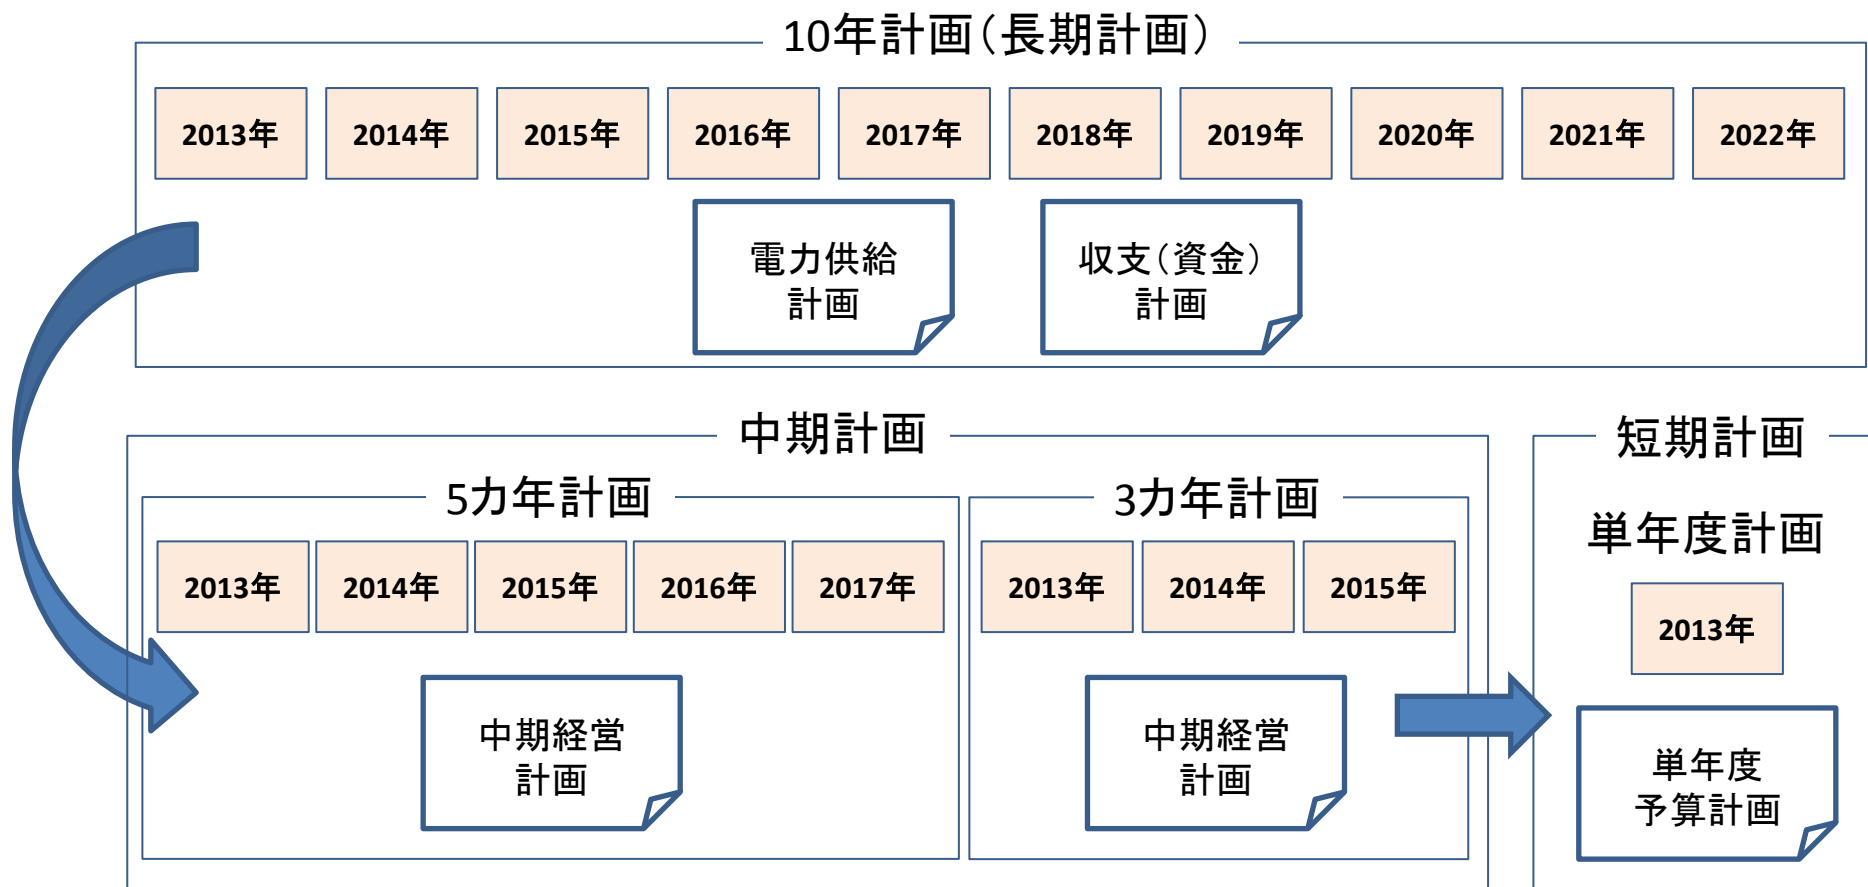 10年計画（長期計画）
2013年 2014年 2015年 2016年 2017年 2018年 2019年 2020年 2021年 2022年
電力供給
計画
収支（資金）
計画
中期計画
5カ年計画
2013年 2014年 2015年 2016年 2017年
中期経営
計画
3カ年計画
2013年 2014年 2015年
中期経営
計画
短期計画
単年度計画
2013年
単年度
予算計画